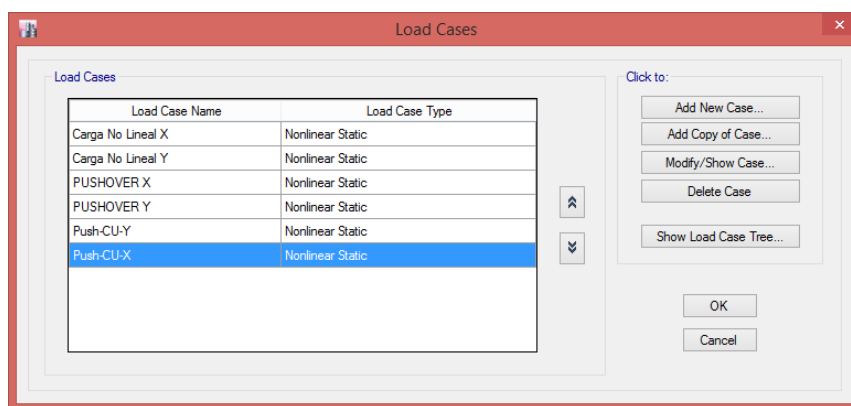 Load Cases
Load Cases
Load Case Name Load Case Type
Carga No Lineal X Nonlinear Static
Carga No Lineal Y Nonlinear Static
PUSHOVER X Nonlinear Static
PUSHOVER Y Nonlinear Static
Push-CU-Y Nonlinear Static
Push-CU-X Nonlinear Static
Click to:
Add New Case...
Add Copy of Case...
Modify/Show Case...
Delete Case
Show Load Case Tree...
OK
Cancel